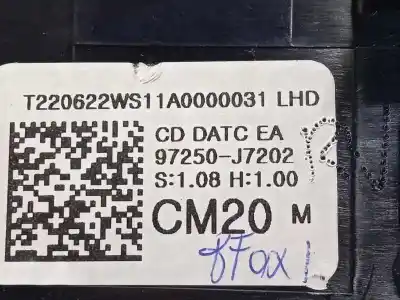 T220622WS11A0000031 LHD
CD DATC EA
97250-J7202
S:1.08 H:1.00
CM20 M